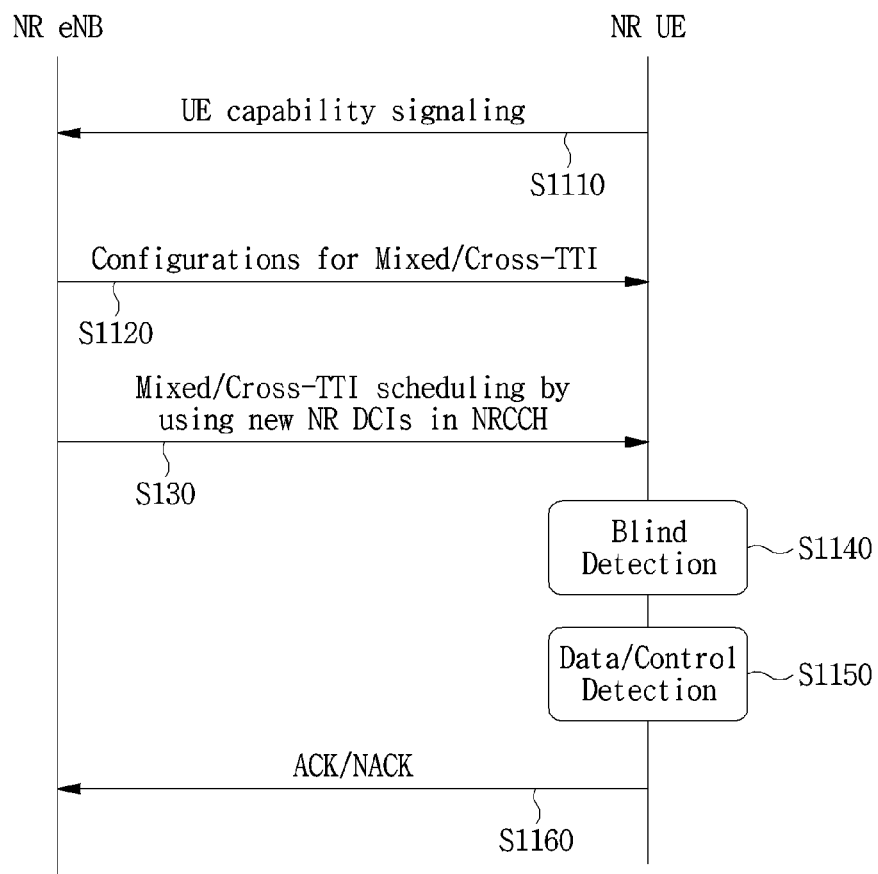 NR eNB
NR UE
UE capability signaling
S1110
Configurations for Mixed/Cross-TTI
S1120
Mixed/Cross-TTI scheduling by
using new NR DCIs in NRCCH
S130
Blind
Detection
S1140
Data/Control
Detection
S1150
ACK/NACK
S1160